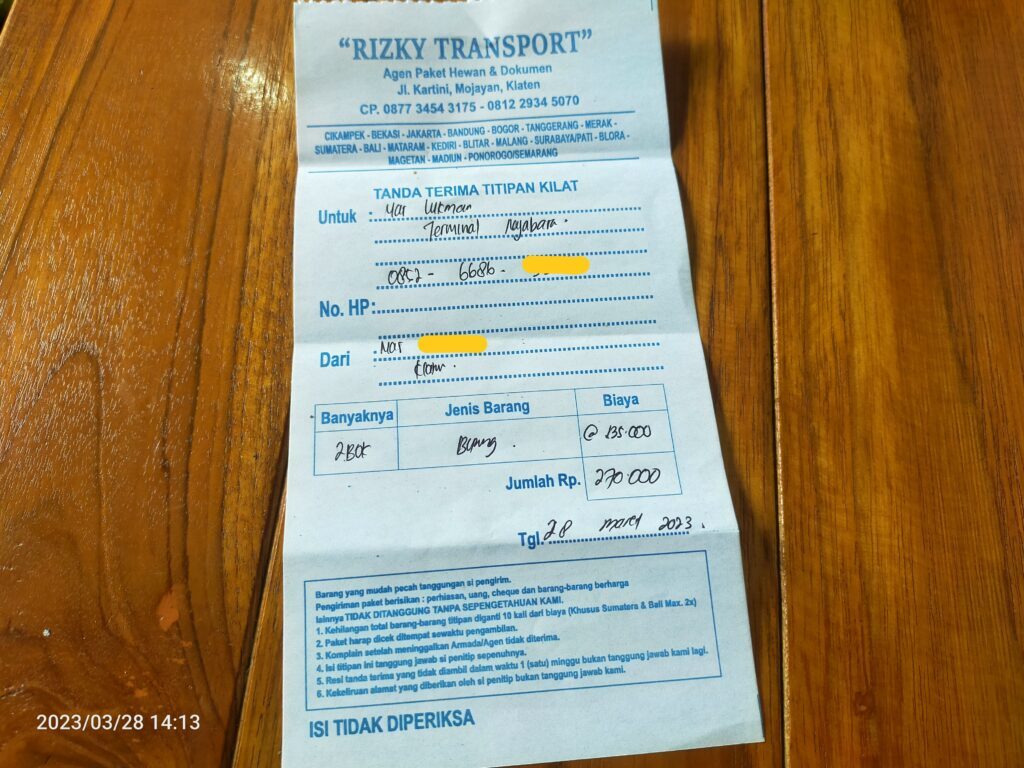 “RIZKY TRANSPORT”
Agen Paket Hewan & Dokumen
Jl. Kartini, Mojayan, Klaten
CP. 0877 3454 3175 - 0812 2934 5070
CIKAMPEK - BEKASI - JAKARTA - BANDUNG - BOGOR - TANGGERANG - MERAK -
SUMATERA - BALI - MATARAM - KEDIRI - BLITAR - MALANG - SURABAYA/PATI - BLORA -
MAGETAN - MADIUN - PONOROGO/SEMARANG
TANDA TERIMA TITIPAN KILAT
Untuk : Lukman
Terminal
0852 - 6686 -
No. HP:
Dari : Mas
Banyaknya Jenis Barang Biaya
2 BOK Burung . @ 135.000
Jumlah Rp. 270.000
Tgl. 28 maret 2023 .
Barang yang mudah pecah tanggungan si pengirim.
Pengiriman paket berisikan : perhiasan, uang, cheque dan barang-barang berharga
lainnya TIDAK DITANGGUNG TANPA SEPENGETAHUAN KAMI.
1. Kehilangan total barang-barang titipan diganti 10 kali dari biaya (Khusus Sumatera & Bali Max. 2x)
2. Paket harap dicek ditempat sewaktu pengambilan.
3. Komplain setelah meninggalkan Armada/Agen tidak diterima.
4. Isi titipan ini tanggung jawab si penitip sepenuhnya.
5. Resi tanda terima yang tidak diambil dalam waktu 1 (satu) minggu bukan tanggung jawab kami lagi.
6. Kekeliruan alamat yang diberikan oleh si penitip bukan tanggung jawab kami.
ISI TIDAK DIPERIKSA
2023/03/28 14:13